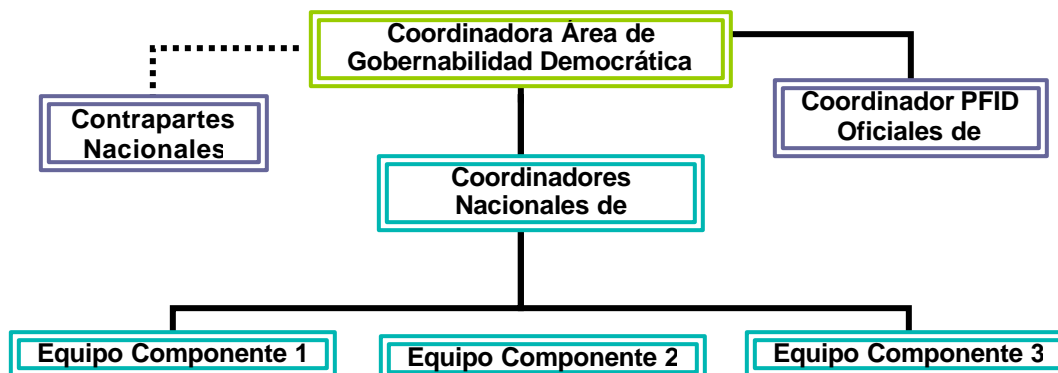 Coordinadora Área de
Gobernabilidad Democrática
Contrapartes
Nacionales
Coordinador PFID
Oficiales de
Coordinadores
Nacionales de
Equipo Componente 1
Equipo Componente 2
Equipo Componente 3